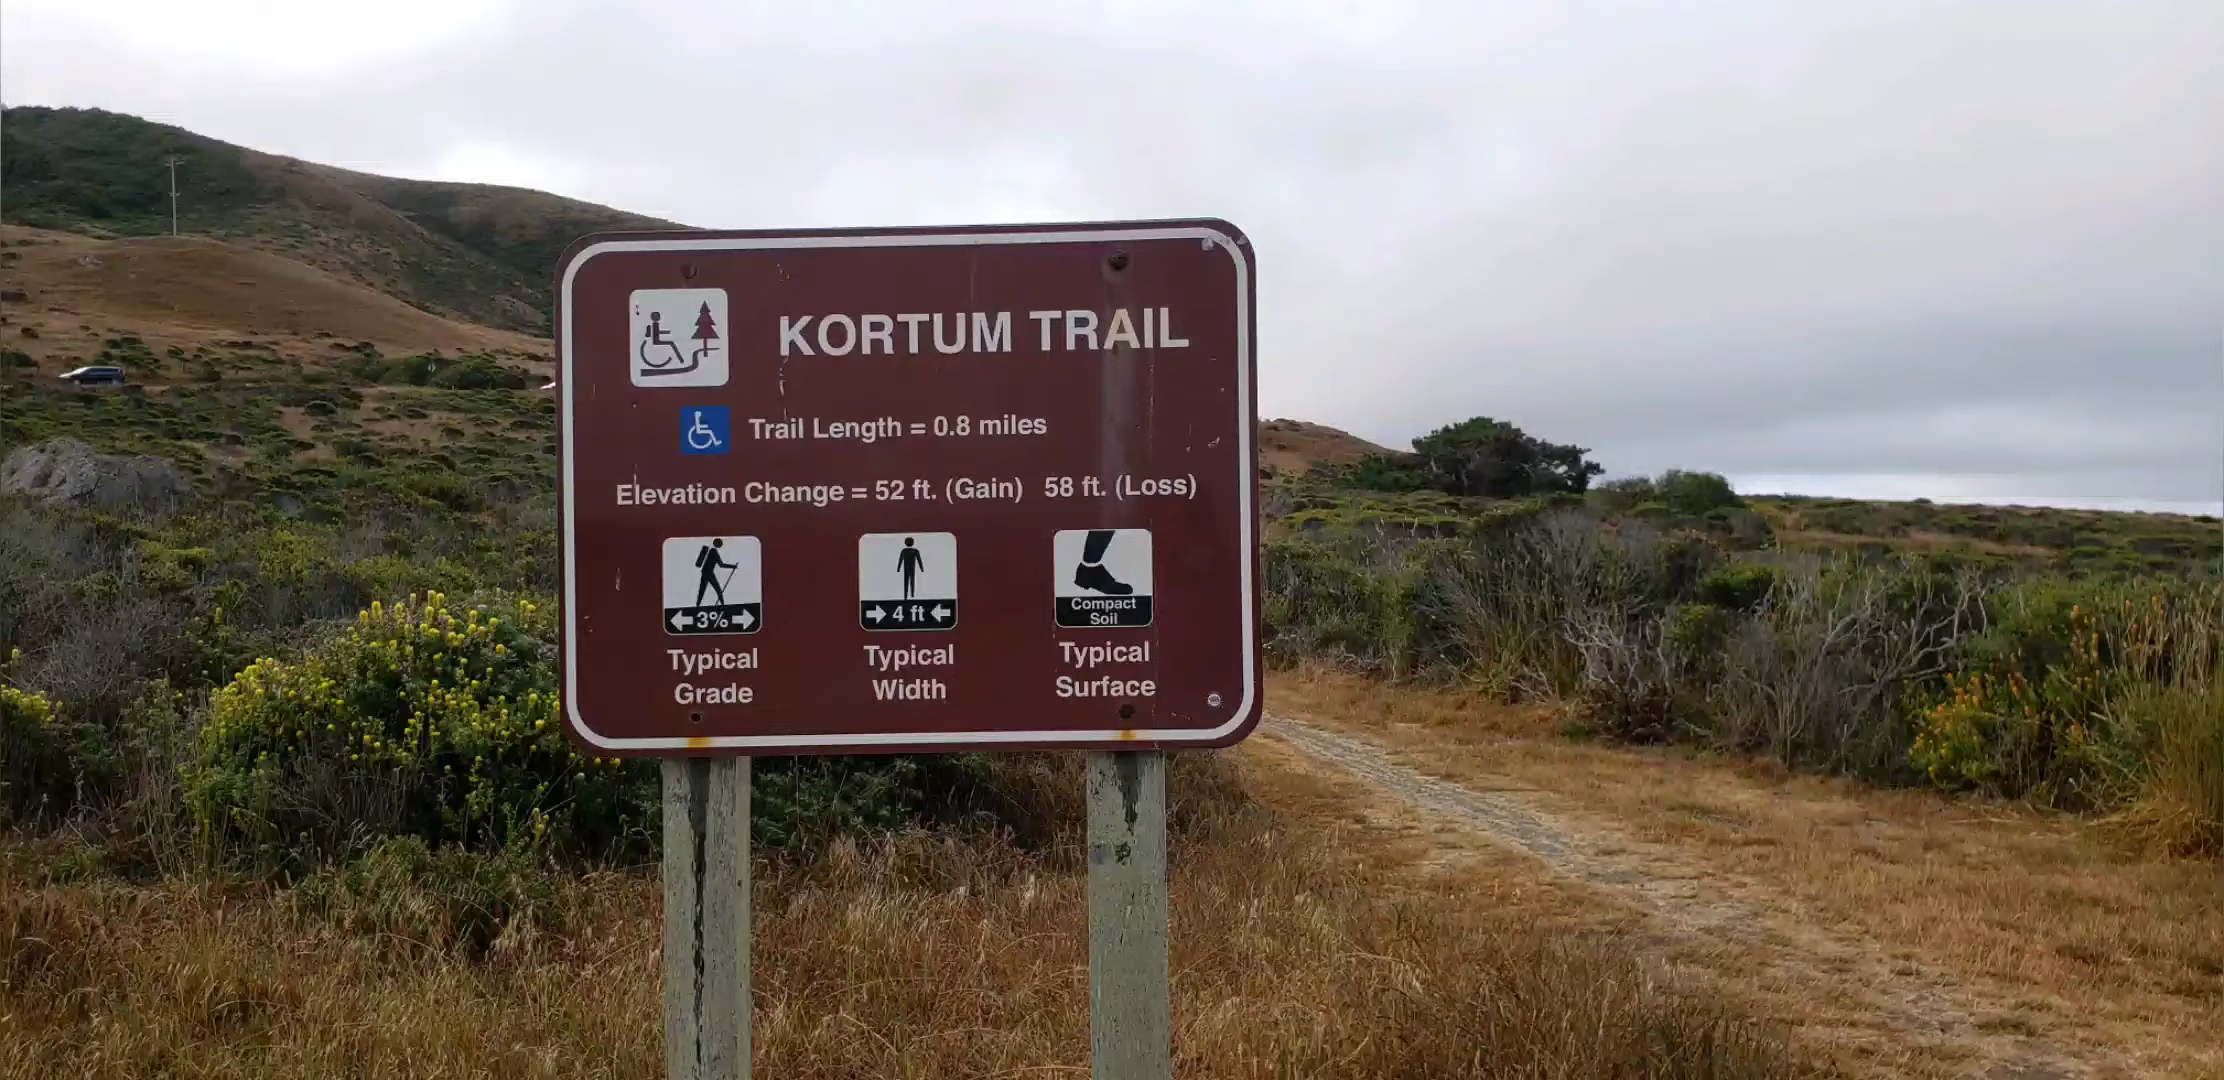 KORTUM TRAIL
Trail Length = 0.8 miles
Elevation Change = 52 ft. (Gain) 58 ft. (Loss)
3%
Typical
Grade
4 ft
Typical
Width
Compact
Soil
Typical
Surface